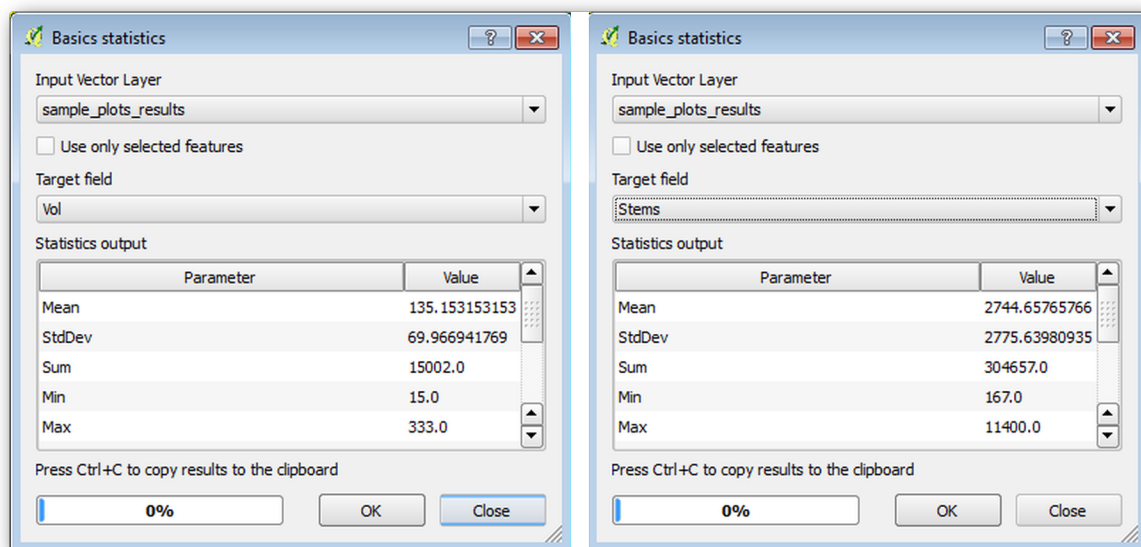 Basics statistics
?
Input Vector Layer
sample_plots_results
Use only selected features
Target field
Vol
Statistics output
Parameter Value
Mean 135.153153153
StdDev 69.966941769
Sum 15002.0
Min 15.0
Max 333.0
Press Ctrl+C to copy results to the clipboard
0% OK Close
Basics statistics
?
Input Vector Layer
sample_plots_results
Use only selected features
Target field
Stems
Statistics output
Parameter Value
Mean 2744.65765766
StdDev 2775.63980935
Sum 304657.0
Min 167.0
Max 11400.0
Press Ctrl+C to copy results to the clipboard
0% OK Close